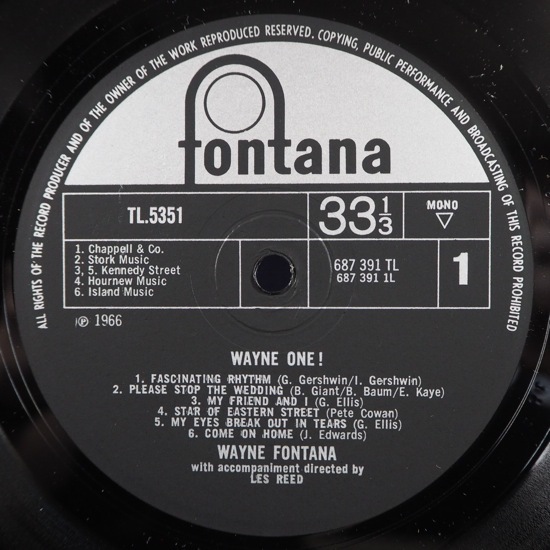 ALL RIGHTS OF THE RECORD PRODUCER AND OF THE OWNER OF THE WORK REPRODUCED RESERVED. COPYING, PUBLIC PERFORMANCE AND BROADCASTING OF THIS RECORD PROHIBITED
fontana
TL.5351
33 1/3
MONO
1. Chappell & Co.
2. Stork Music
3, 5. Kennedy Street
4. Hournew Music
6. Island Music
687 391 TL
687 391 1L
1
℗ 1966
WAYNE ONE!
1. FASCINATING RHYTHM (G. Gershwin/I. Gershwin)
2. PLEASE STOP THE WEDDING (B. Giant/B. Baum/E. Kaye)
3. MY FRIEND AND I (G. Ellis)
4. STAR OF EASTERN STREET (Pete Cowan)
5. MY EYES BREAK OUT IN TEARS (G. Ellis)
6. COME ON HOME (J. Edwards)
WAYNE FONTANA
with accompaniment directed by
LES REED